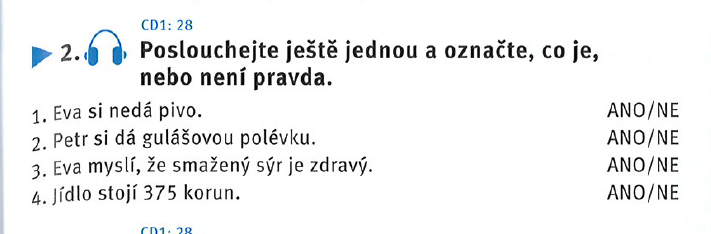 CD1: 28
2. Poslouchejte ještě jednou a označte, co je,
nebo není pravda.
1. Eva si nedá pivo. ANO/NE
2. Petr si dá gulášovou polévku. ANO/NE
3. Eva myslí, že smažený sýr je zdravý. ANO/NE
4. Jídlo stojí 375 korun. ANO/NE
CD1: 28